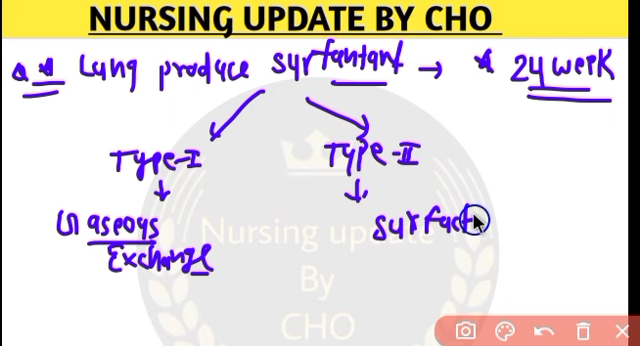 NURSING UPDATE BY CHO
Lung produce surfantant → * 24 week
Type-I Type-II
Gaseous surfact
Exchange
Nursing update
By
CHO